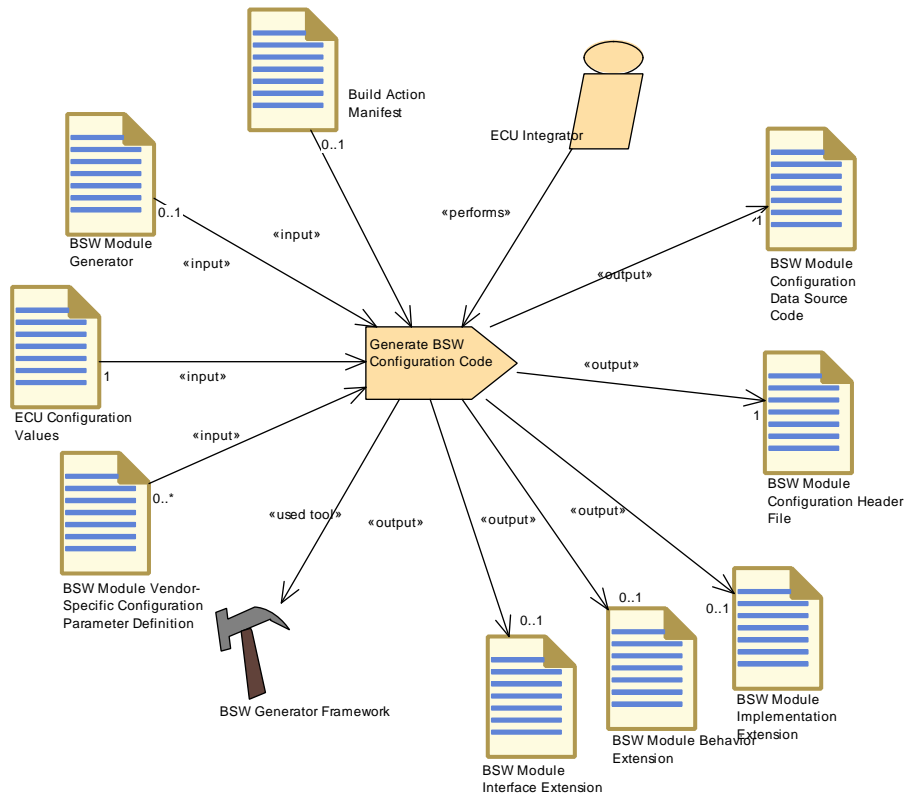 Build Action
Manifest
0..1
ECU Integrator
BSW Module
Generator
0..1
«input»
«input»
«performs»
BSW Module
Configuration
Data Source
Code
1
«output»
ECU Configuration
Values
1
«input»
Generate BSW
Configuration Code
«output»
BSW Module
Configuration Header
File
1
BSW Module Vendor-
Specific Configuration
Parameter Definition
0..*
«input»
«used tool»
«output»
«output»
«output»
BSW Generator Framework
0..1
BSW Module
Interface Extension
0..1
BSW Module Behavior
Extension
0..1
BSW Module
Implementation
Extension